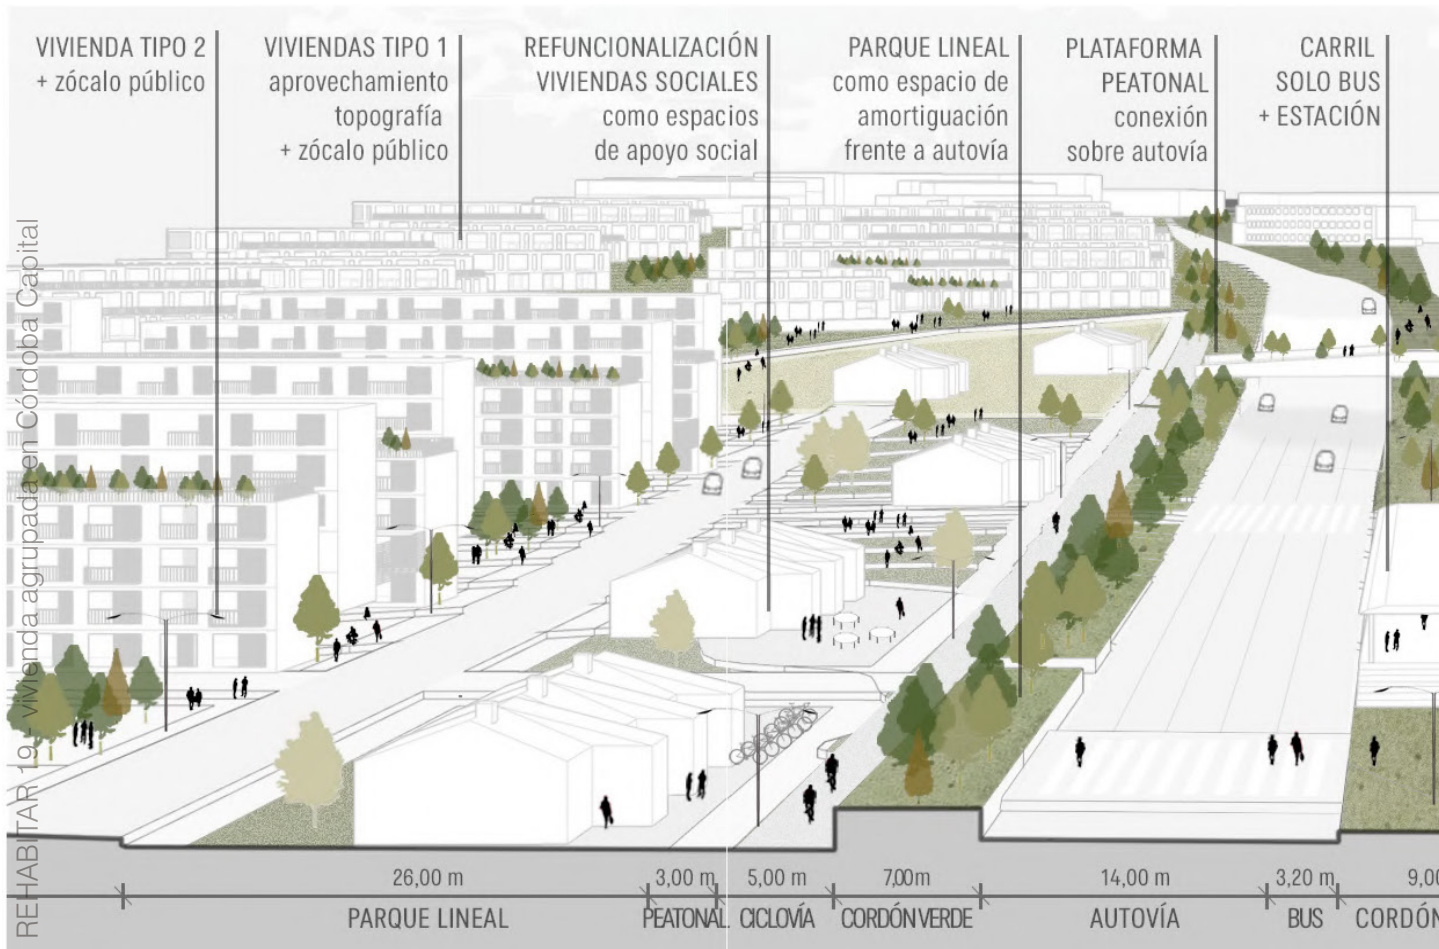 VIVIENDA TIPO 2
+ zócalo público
VIVIENDAS TIPO 1
aprovechamiento
topografía
+ zócalo público
REFUNCIONALIZACIÓN
VIVIENDAS SOCIALES
como espacios
de apoyo social
PARQUE LINEAL
como espacio de
amortiguación
frente a autovía
PLATAFORMA
PEATONAL
conexión
sobre autovía
CARRIL
SOLO BUS
+ ESTACIÓN
REHABITAR 19 - vivienda agrupada en Córdoba Capital
26,00 m
3,00 m
5,00 m
7,00m
14,00 m
3,20 m
9,00
PARQUE LINEAL
PEATONAL
CICLOVÍA
CORDÓN VERDE
AUTOVÍA
BUS
CORDÓN